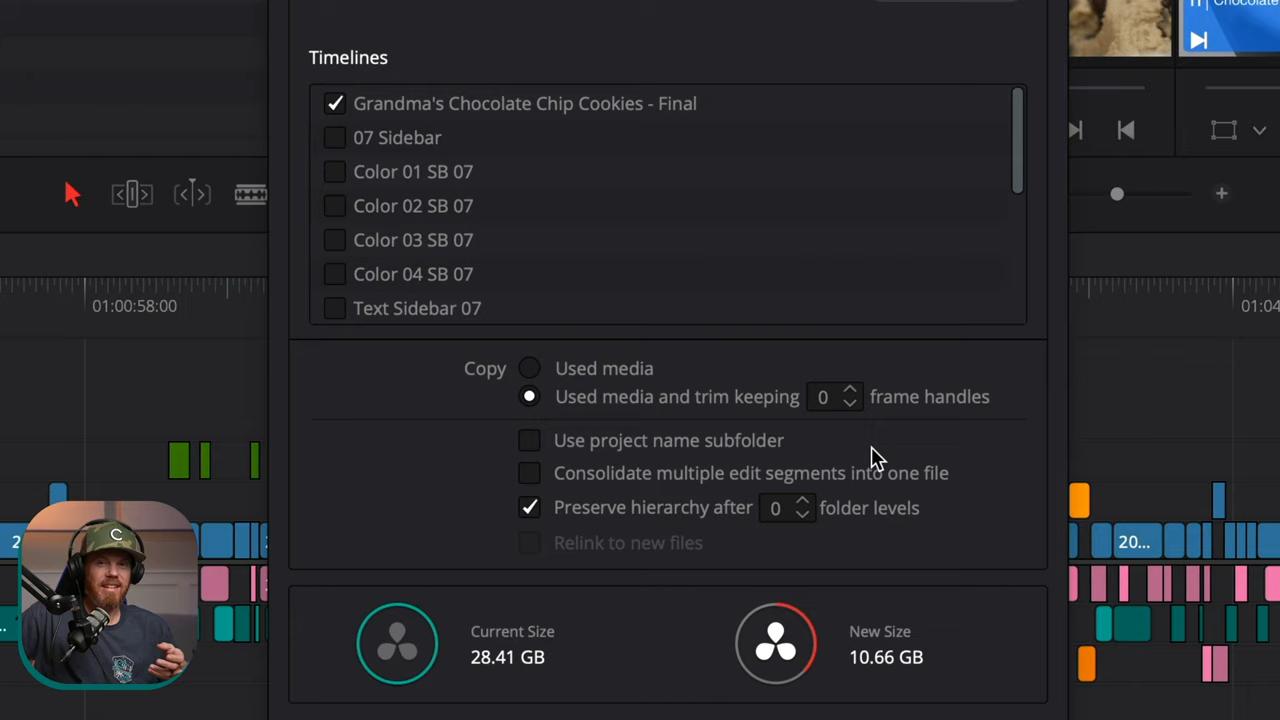 Chocolate
Timelines
Grandma's Chocolate Chip Cookies - Final
07 Sidebar
Color 01 SB 07
Color 02 SB 07
Color 03 SB 07
Color 04 SB 07
Text Sidebar 07
01:00:58:00
01:04
Copy
Used media
Used media and trim keeping 0 frame handles
Use project name subfolder
Consolidate multiple edit segments into one file
Preserve hierarchy after 0 folder levels
Relink to new files
2
20...
Current Size
28.41 GB
New Size
10.66 GB
C